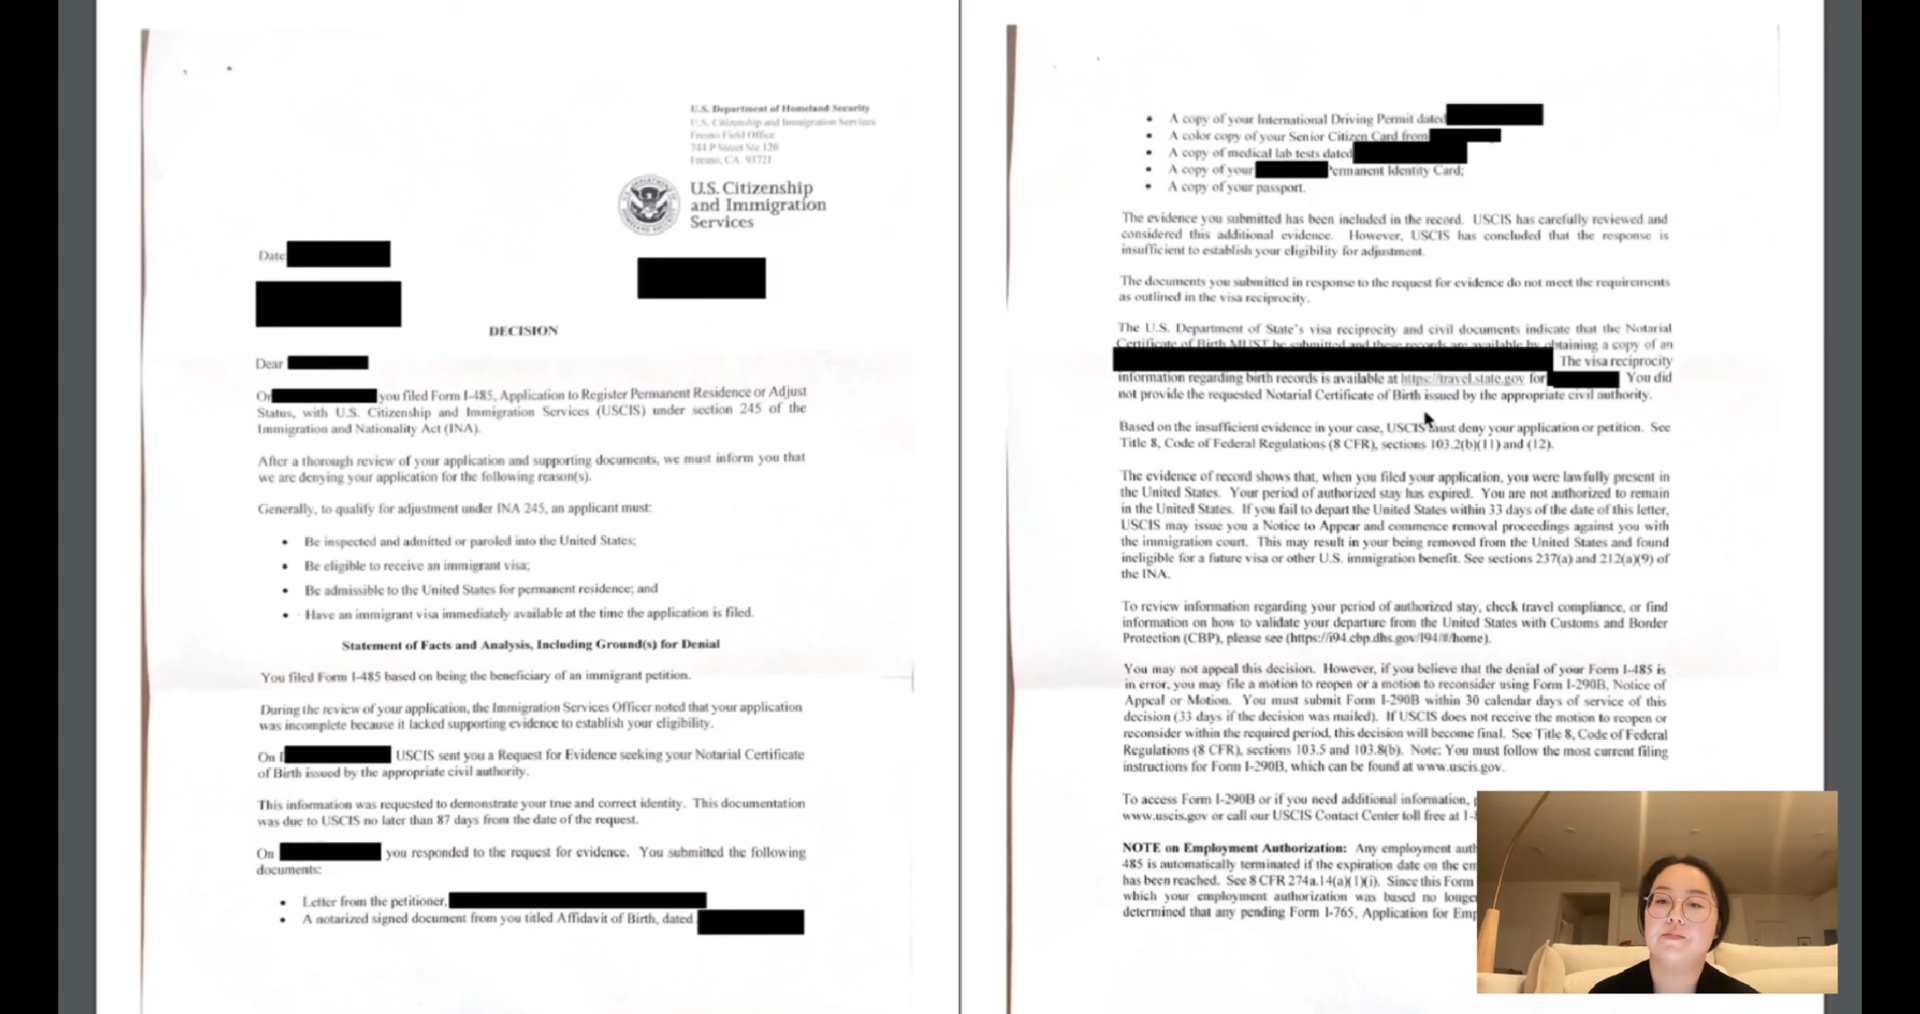 U.S. Department of Homeland Security
U.S. Citizenship and Immigration Services
Fresno Field Office
744 P Street Ste 120
Fresno, CA 93721
U.S. Citizenship
and Immigration
Services
Date
DECISION
Dear
you filed Form I-485, Application to Register Permanent Residence or Adjust
Status, with U.S. Citizenship and Immigration Services (USCIS) under section 245 of the
Immigration and Nationality Act (INA).
After a thorough review of your application and supporting documents, we must inform you that
we are denying your application for the following reason(s).
Generally, to qualify for adjustment under INA 245, an applicant must:
• Be inspected and admitted or paroled into the United States;
• Be eligible to receive an immigrant visa;
• Be admissible to the United States for permanent residence; and
• Have an immigrant visa immediately available at the time the application is filed.
Statement of Facts and Analysis, Including Ground(s) for Denial
You filed Form I-485 based on being the beneficiary of an immigrant petition.
During the review of your application, the Immigration Services Officer noted that your application
was incomplete because it lacked supporting evidence to establish your eligibility.
On USCIS sent you a Request for Evidence seeking your Notarial Certificate
of Birth issued by the appropriate civil authority.
This information was requested to demonstrate your true and correct identity. This documentation
was due to USCIS no later than 87 days from the date of the request.
On you responded to the request for evidence. You submitted the following
documents:
• Letter from the petitioner,
• A notarized signed document from you titled Affidavit of Birth, dated
• A copy of your International Driving Permit dated
• A color copy of your Senior Citizen Card from
• A copy of medical lab tests dated
• A copy of your Permanent Identity Card;
• A copy of your passport.
The evidence you submitted has been included in the record. USCIS has carefully reviewed and
considered this additional evidence. However, USCIS has concluded that the response is
insufficient to establish your eligibility for adjustment.
The documents you submitted in response to the request for evidence do not meet the requirements
as outlined in the visa reciprocity.
The U.S. Department of State's visa reciprocity and civil documents indicate that the Notarial
Certificate of Birth MUST be submitted and these records are available by obtaining a copy of an
The visa reciprocity
information regarding birth records is available at https://travel.state.gov for You did
not provide the requested Notarial Certificate of Birth issued by the appropriate civil authority.
Based on the insufficient evidence in your case, USCIS must deny your application or petition. See
Title 8, Code of Federal Regulations (8 CFR), sections 103.2(b)(11) and (12).
The evidence of record shows that, when you filed your application, you were lawfully present in
the United States. Your period of authorized stay has expired. You are not authorized to remain
in the United States. If you fail to depart the United States within 33 days of the date of this letter,
USCIS may issue you a Notice to Appear and commence removal proceedings against you with
the immigration court. This may result in your being removed from the United States and found
ineligible for a future visa or other U.S. immigration benefit. See sections 237(a) and 212(a)(9) of
the INA.
To review information regarding your period of authorized stay, check travel compliance, or find
information on how to validate your departure from the United States with Customs and Border
Protection (CBP), please see (https://i94.cbp.dhs.gov/I94/#/home).
You may not appeal this decision. However, if you believe that the denial of your Form I-485 is
in error, you may file a motion to reopen or a motion to reconsider using Form I-290B, Notice of
Appeal or Motion. You must submit Form I-290B within 30 calendar days of service of this
decision (33 days if the decision was mailed). If USCIS does not receive the motion to reopen or
reconsider within the required period, this decision will become final. See Title 8, Code of Federal
Regulations (8 CFR), sections 103.5 and 103.8(b). Note: You must follow the most current filing
instructions for Form I-290B, which can be found at www.uscis.gov.
To access Form I-290B or if you need additional information,
www.uscis.gov or call our USCIS Contact Center toll free at
NOTE on Employment Authorization: Any employment
485 is automatically terminated if the expiration date on the
has been reached. See 8 CFR 274a.14(a)(1)(i). Since this Form
which your employment authorization was based no
determined that any pending Form I-765, Application for